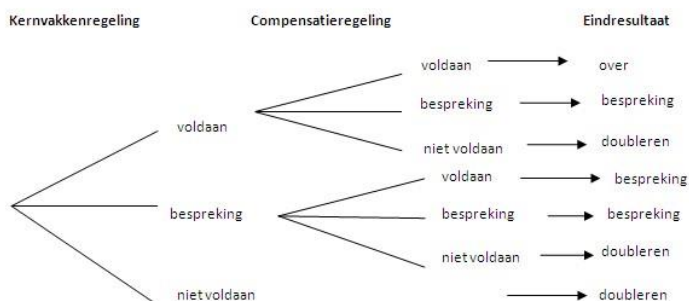 Kernvakkenregeling Compensatieregeling Eindresultaat
voldaan over
bespreking bespreking
voldaan
niet voldaan doubleren
voldaan bespreking
bespreking bespreking bespreking
niet voldaan doubleren
niet voldaan doubleren